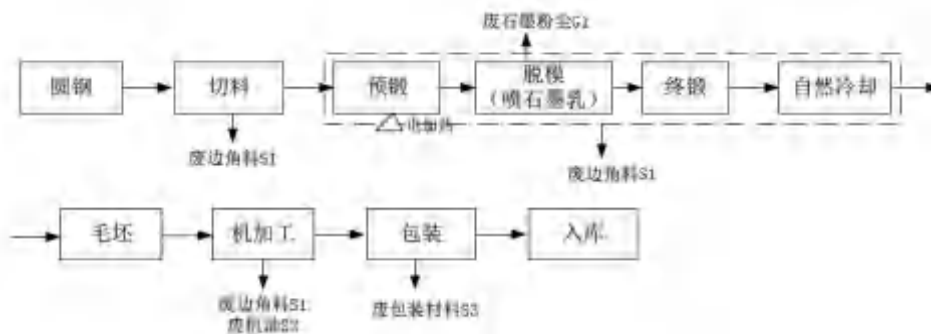 废石墨粉尘G1
圆钢
切料
预锻
脱模
（喷石墨乳）
终锻
自然冷却
电加热
废边角料S1
废边角料S1
毛坯
机加工
包装
入库
废边角料S1
废机油S2
废包装材料S3